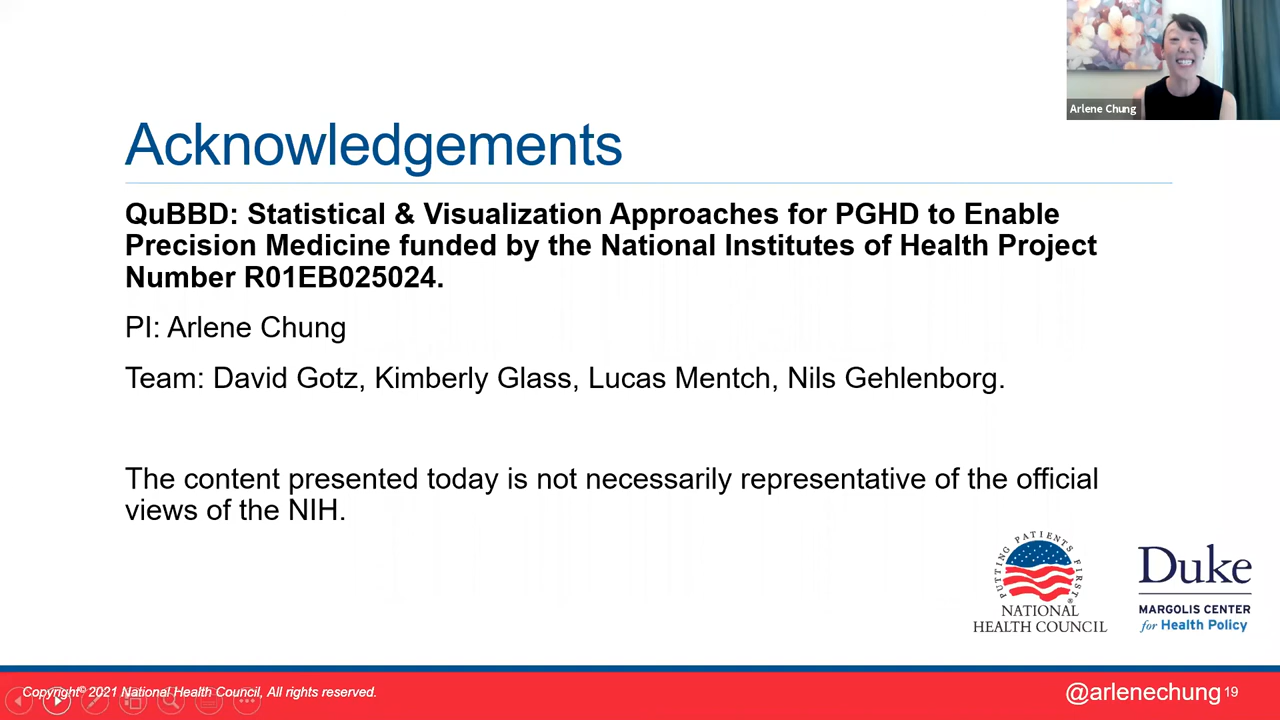 Arlene Chung
Acknowledgements
QuBBD: Statistical & Visualization Approaches for PGHD to Enable
Precision Medicine funded by the National Institutes of Health Project
Number R01EB025024.
PI: Arlene Chung
Team: David Gotz, Kimberly Glass, Lucas Mentch, Nils Gehlenborg.
The content presented today is not necessarily representative of the official
views of the NIH.
PUTTING PATIENTS FIRST®
NATIONAL
HEALTH COUNCIL
Duke
MARGOLIS CENTER
for Health Policy
Copyright© 2021 National Health Council, All rights reserved.
@arlenechung 19